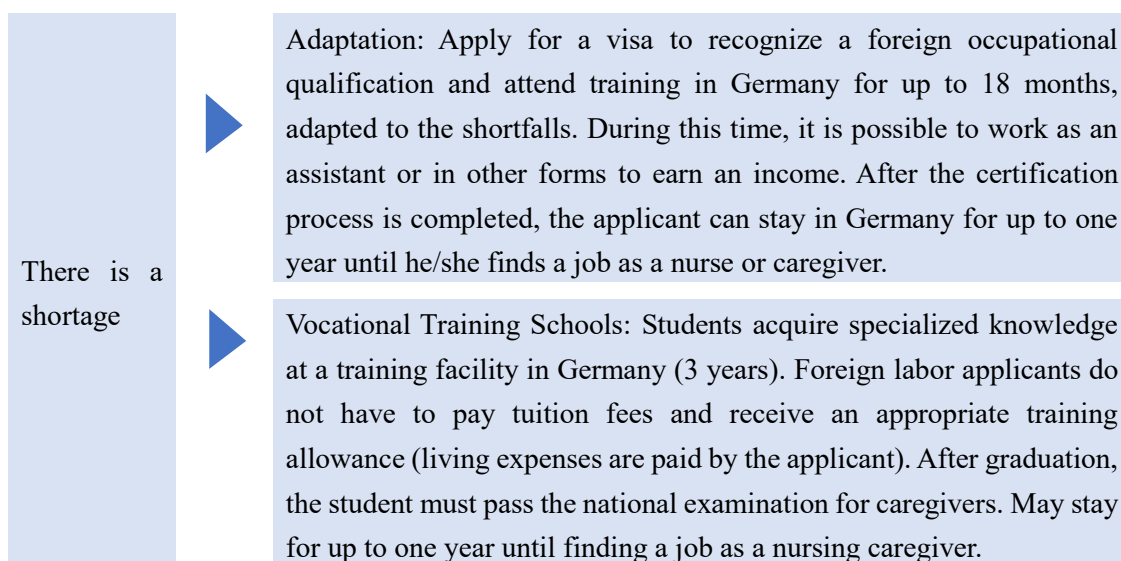 There is a
shortage
Adaptation: Apply for a visa to recognize a foreign occupational
qualification and attend training in Germany for up to 18 months,
adapted to the shortfalls. During this time, it is possible to work as an
assistant or in other forms to earn an income. After the certification
process is completed, the applicant can stay in Germany for up to one
year until he/she finds a job as a nurse or caregiver.
Vocational Training Schools: Students acquire specialized knowledge
at a training facility in Germany (3 years). Foreign labor applicants do
not have to pay tuition fees and receive an appropriate training
allowance (living expenses are paid by the applicant). After graduation,
the student must pass the national examination for caregivers. May stay
for up to one year until finding a job as a nursing caregiver.